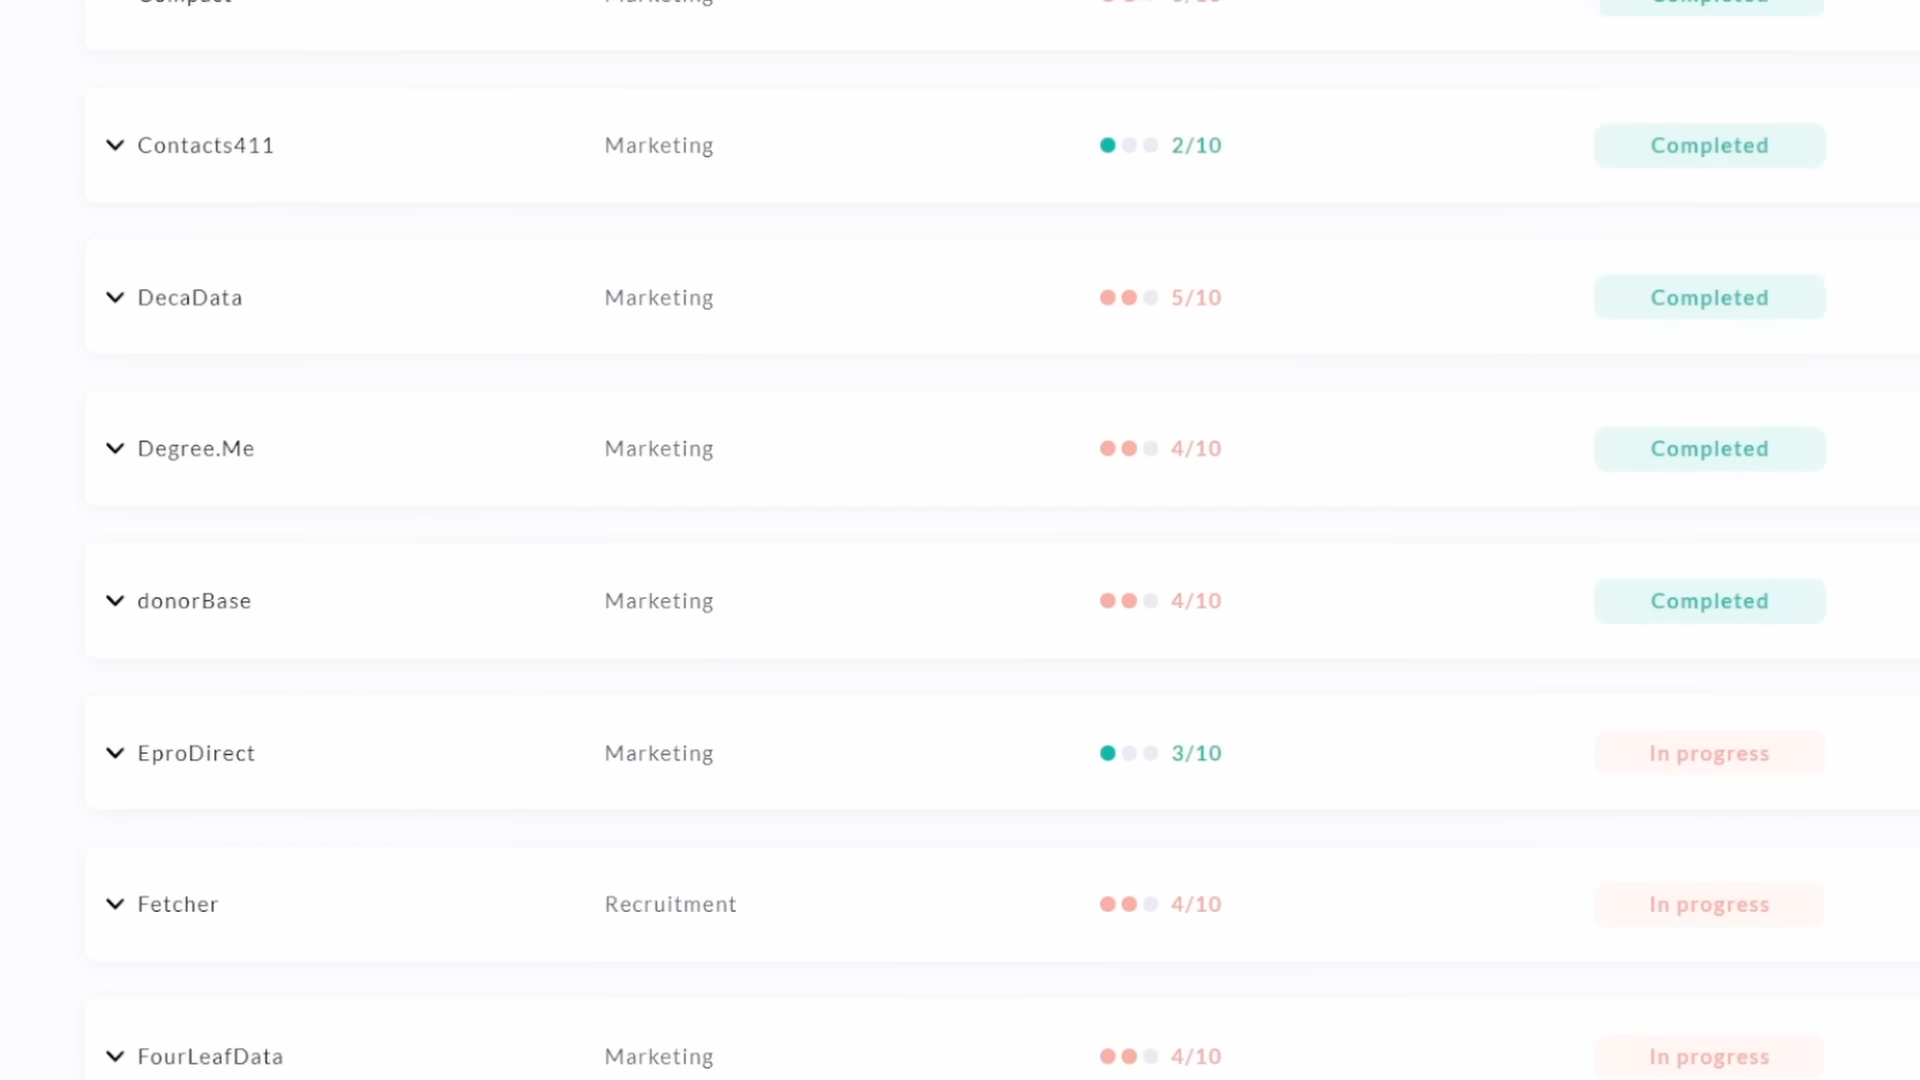 Marketing
Completed
Contacts411 Marketing 2/10 Completed
DecaData Marketing 5/10 Completed
Degree.Me Marketing 4/10 Completed
donorBase Marketing 4/10 Completed
EproDirect Marketing 3/10 In progress
Fetcher Recruitment 4/10 In progress
FourLeafData Marketing 4/10 In progress